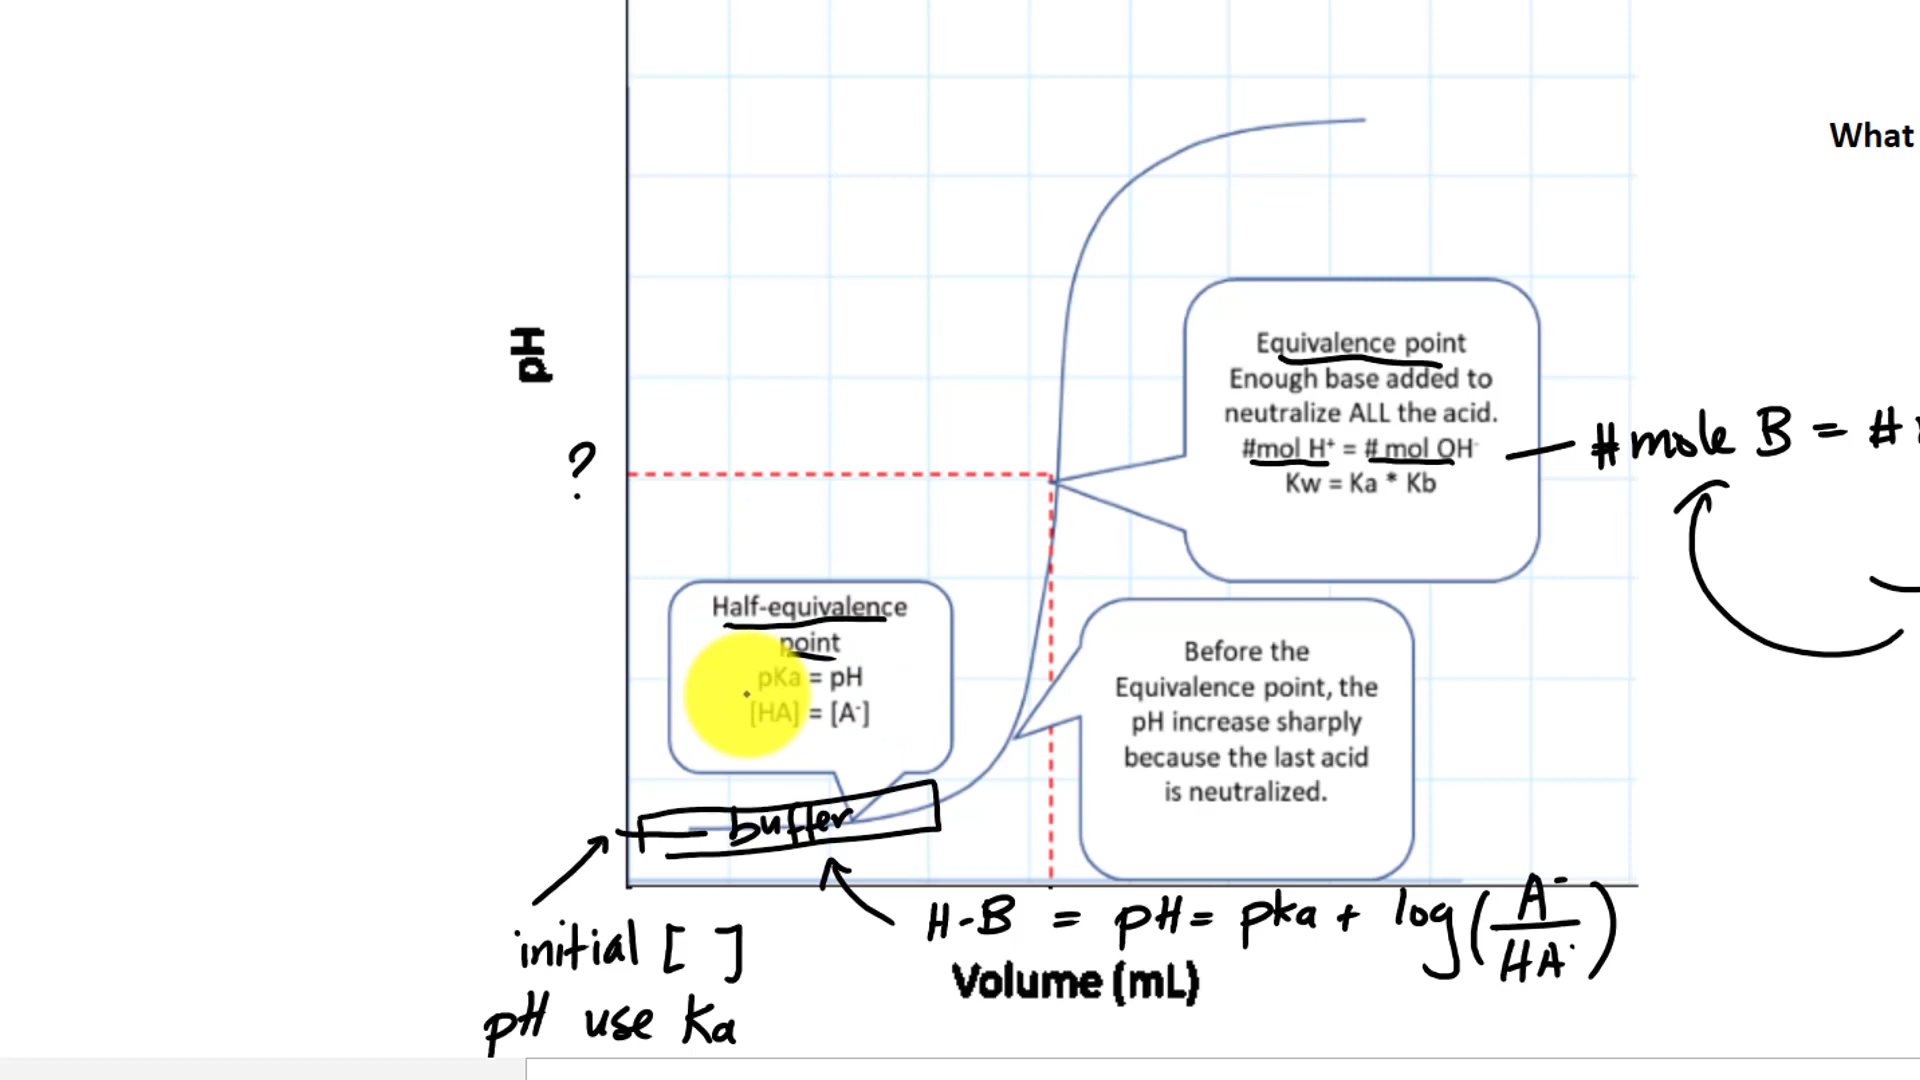 What
pH
?
Equivalence point
Enough base added to
neutralize ALL the acid.
#mol H⁺ = # mol OH⁻
Kw = Ka * Kb
#mole B = #
Half-equivalence
point
pKa = pH
[HA] = [A⁻]
Before the
Equivalence point, the
pH increase sharply
because the last acid
is neutralized.
buffer
H-B = pH = pka + log(A⁻/HA)
initial [ ]
pH use Ka
Volume (mL)